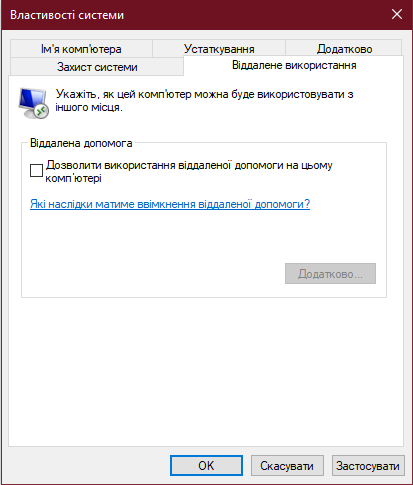 Властивості системи
Ім'я комп'ютера
Устаткування
Додатково
Захист системи
Віддалене використання
Укажіть, як цей комп'ютер можна буде використовувати з
іншого місця.
Віддалена допомога
Дозволити використання віддаленої допомоги на цьому
комп'ютері
Які наслідки матиме ввімкнення віддаленої допомоги?
Додатково...
OK
Скасувати
Застосувати